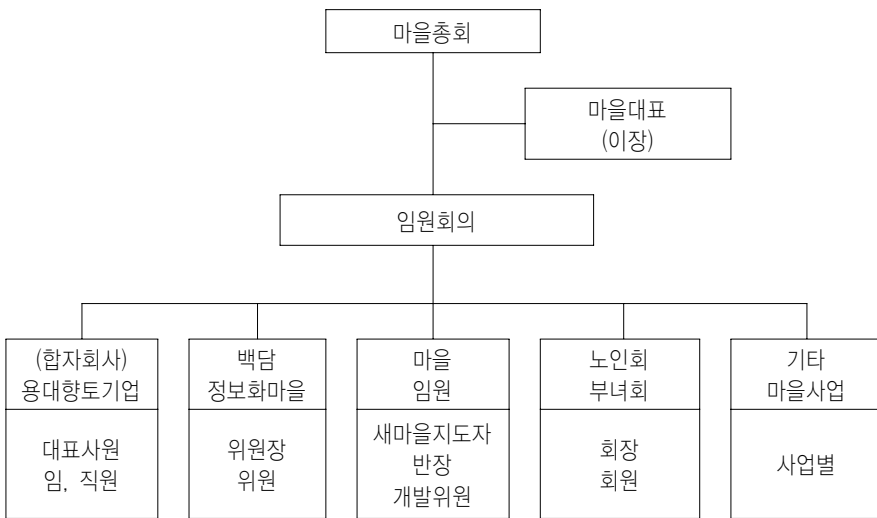 마을총회
마을대표
(이장)
임원회의
(합자회사)
용대향토기업
백담
정보화마을
마을
임원
노인회
부녀회
기타
마을사업
대표사원
임, 직원
위원장
위원
새마을지도자
반장
개발위원
회장
회원
사업별